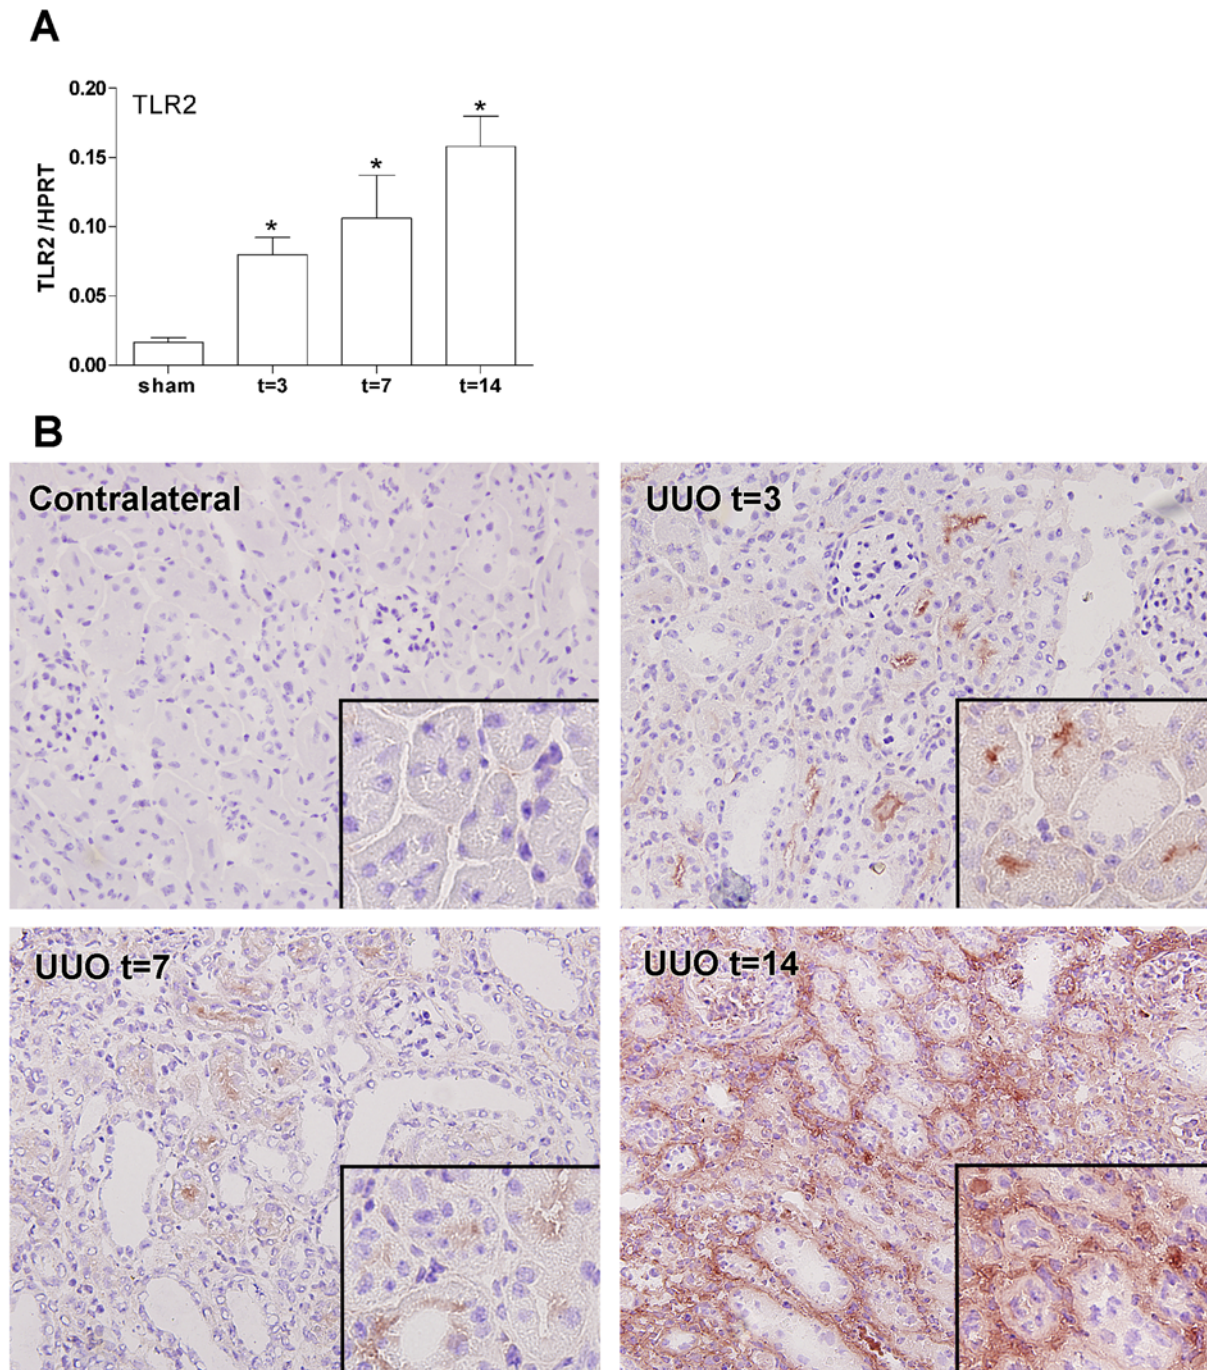 A
0.20
TLR2
0.15
0.10
0.05
0.00
TLR2 /HPRT
*
*
*
sham t=3 t=7 t=14
B
Contralateral
UUO t=3
UUO t=7
UUO t=14